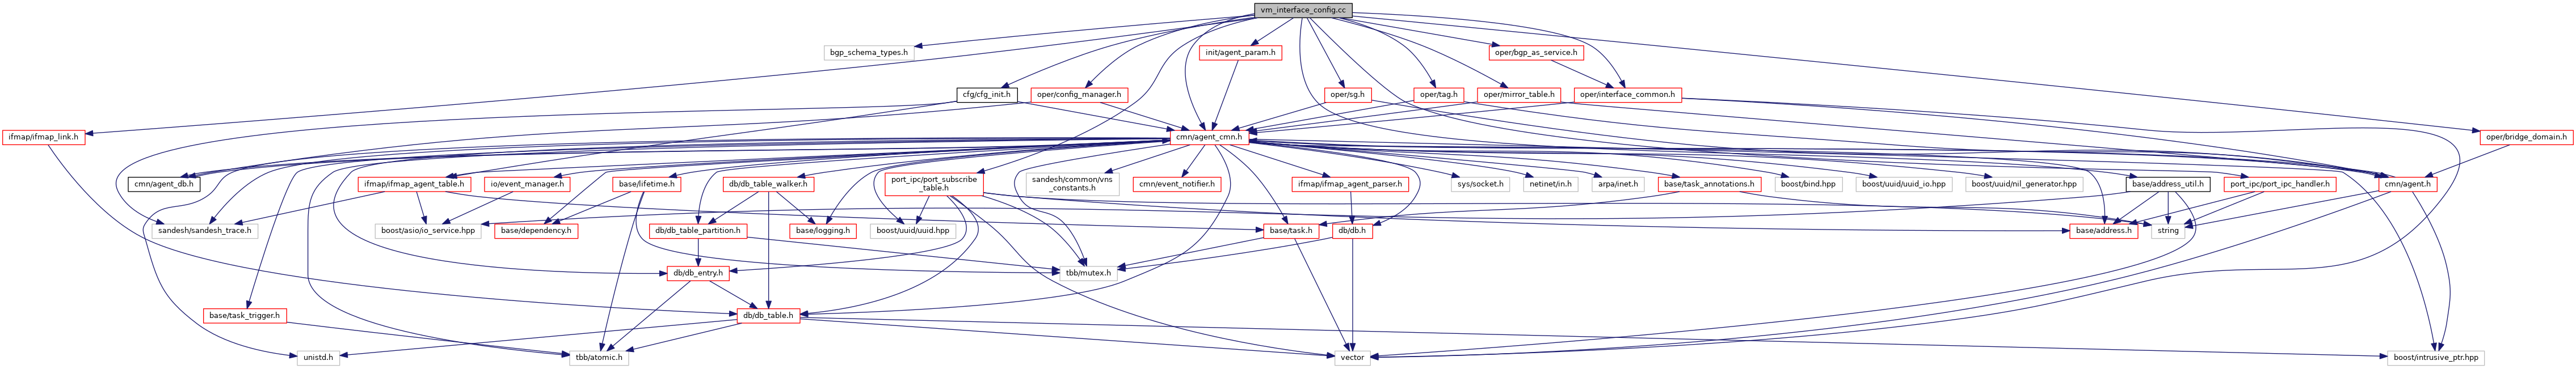 vm_interface_config.cc
bgp_schema_types.h
init/agent_param.h
oper/bgp_as_service.h
cfg/cfg_init.h
oper/config_manager.h
oper/sg.h
oper/tag.h
oper/mirror_table.h
oper/interface_common.h
ifmap/ifmap_link.h
cmn/agent_cmn.h
oper/bridge_domain.h
cmn/agent_db.h
ifmap/ifmap_agent_table.h
io/event_manager.h
base/lifetime.h
db/db_table_walker.h
port_ipc/port_subscribe
_table.h
sandesh/common/vns
_constants.h
cmn/event_notifier.h
ifmap/ifmap_agent_parser.h
sys/socket.h
netinet/in.h
arpa/inet.h
base/task_annotations.h
boost/bind.hpp
boost/uuid/uuid_io.hpp
boost/uuid/nil_generator.hpp
base/address_util.h
port_ipc/port_ipc_handler.h
cmn/agent.h
sandesh/sandesh_trace.h
boost/asio/io_service.hpp
base/dependency.h
db/db_table_partition.h
base/logging.h
boost/uuid/uuid.hpp
base/task.h
db/db.h
base/address.h
string
db/db_entry.h
tbb/mutex.h
base/task_trigger.h
db/db_table.h
unistd.h
tbb/atomic.h
vector
boost/intrusive_ptr.hpp